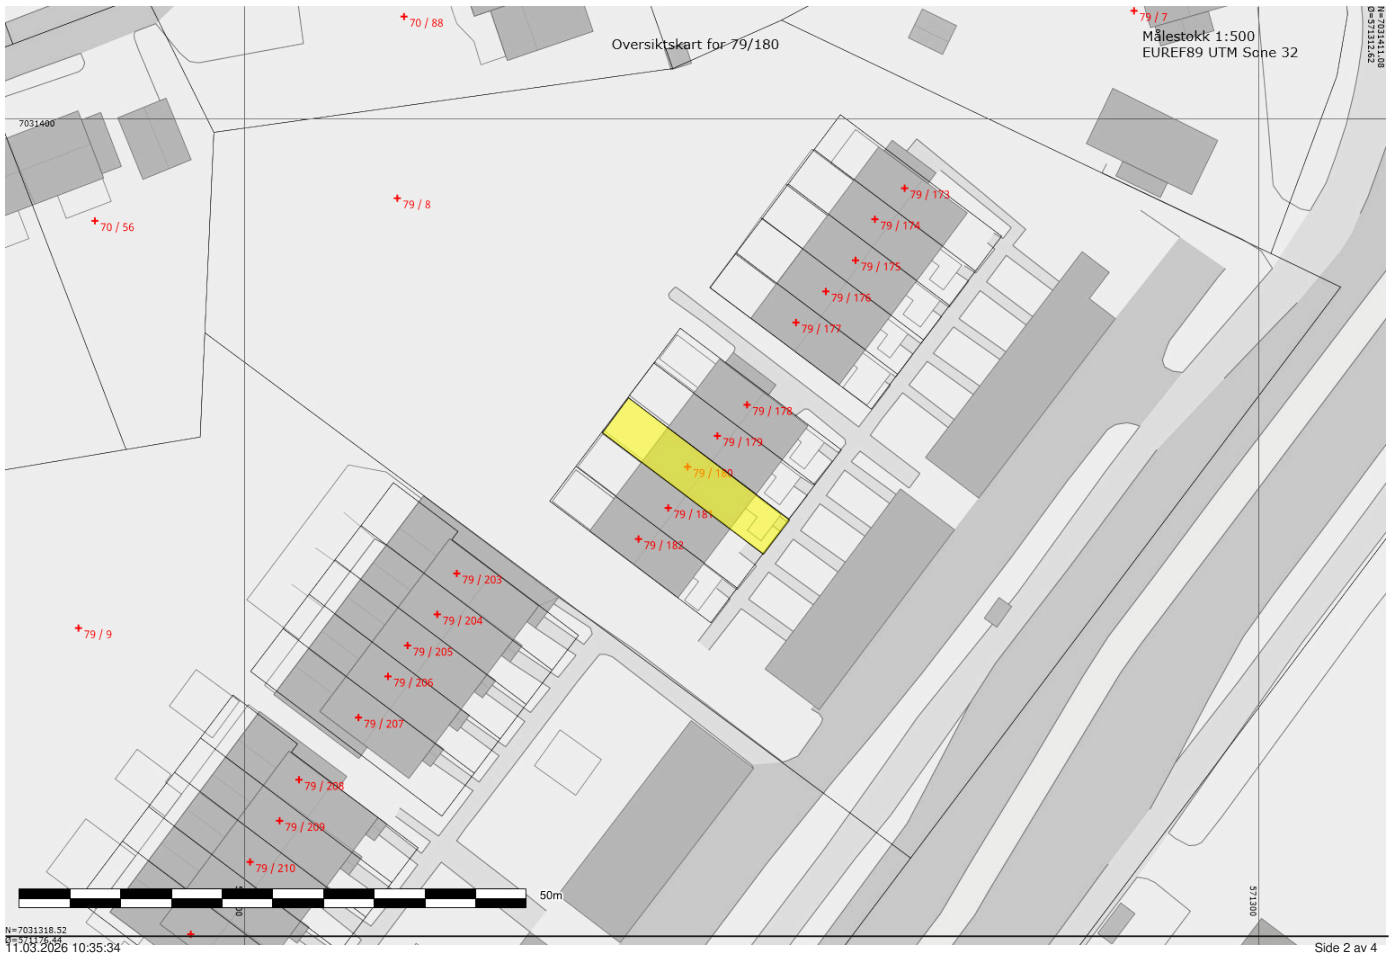 70 / 88
79 / 7
Oversiktskart for 79/180
Målestokk 1:500
EUREF89 UTM Sone 32
N=7031411.08
Ø=571312.62
7031400
79 / 8
70 / 56
79 / 173
79 / 174
79 / 175
79 / 176
79 / 177
79 / 178
79 / 179
79 / 180
79 / 181
79 / 182
79 / 203
79 / 204
79 / 205
79 / 206
79 / 207
79 / 9
79 / 208
79 / 209
79 / 210
50m
571300
N=7031318.52
Ø=571176.44
11.03.2026 10:35:34
Side 2 av 4